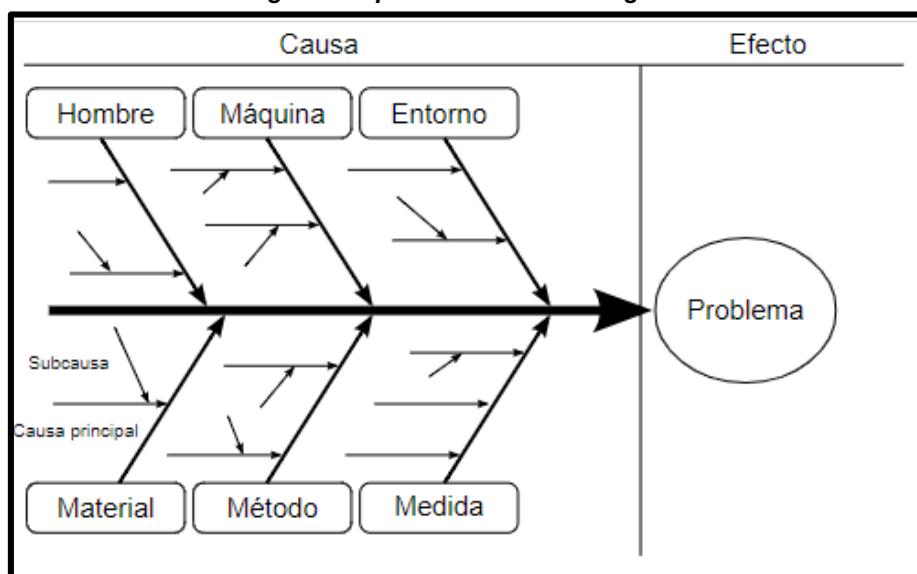 Causa
Efecto
Hombre
Máquina
Entorno
Problema
Subcausa
Causa principal
Material
Método
Medida